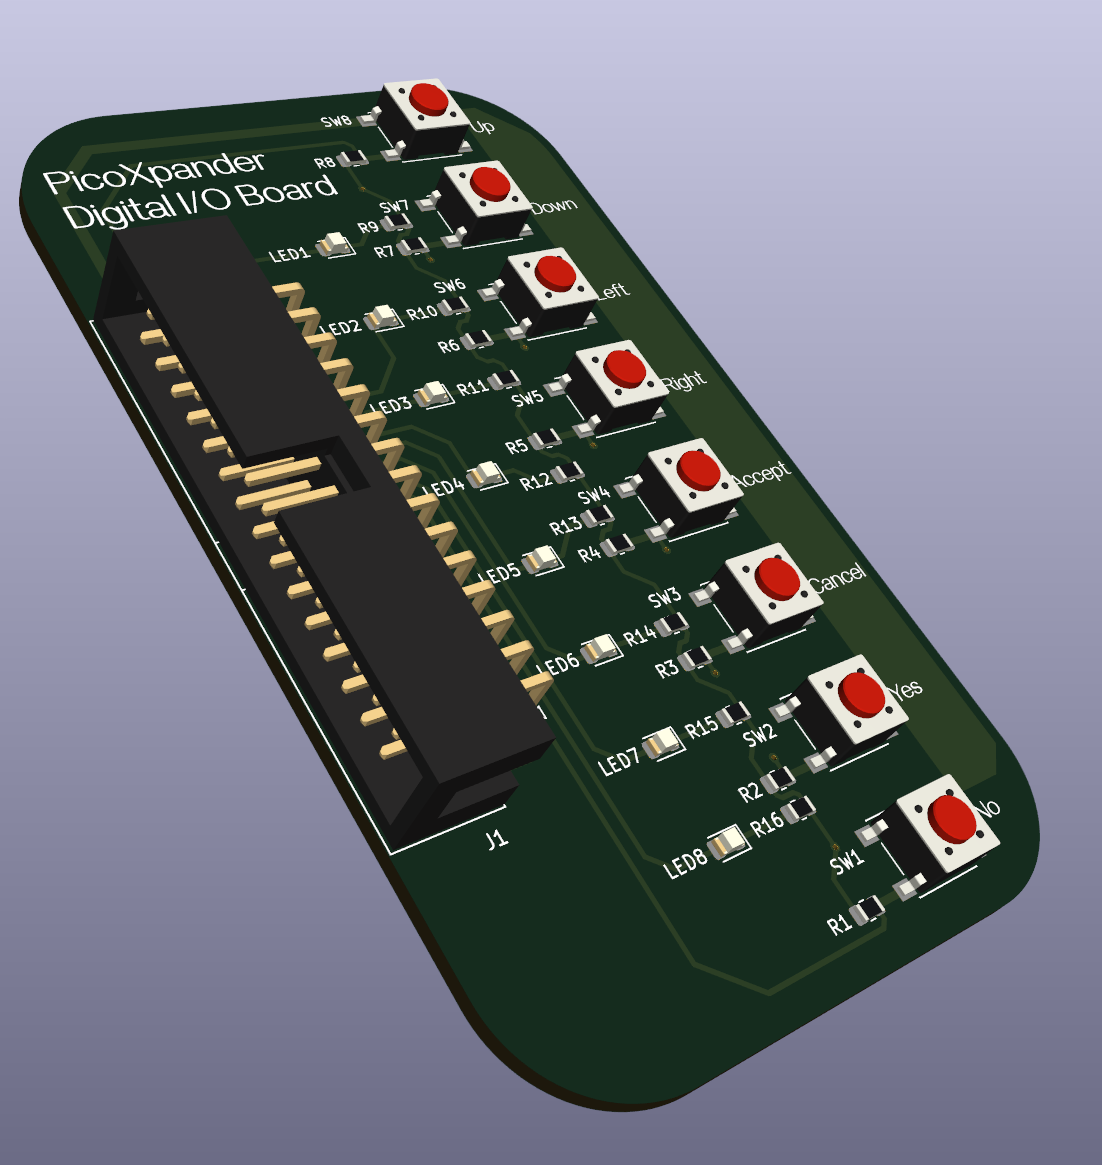 PicoXpander
Digital I/O Board
SW8
Up
R8
SW7
Down
R9
R7
LED1
SW6
Left
R10
LED2
R6
Right
R11
SW5
LED3
R5
Accept
R12
SW4
LED4
R13
R4
LED5
Cancel
SW3
R14
LED6
R3
Yes
R15
SW2
LED7
R2
No
R16
J1
SW1
LED8
R1